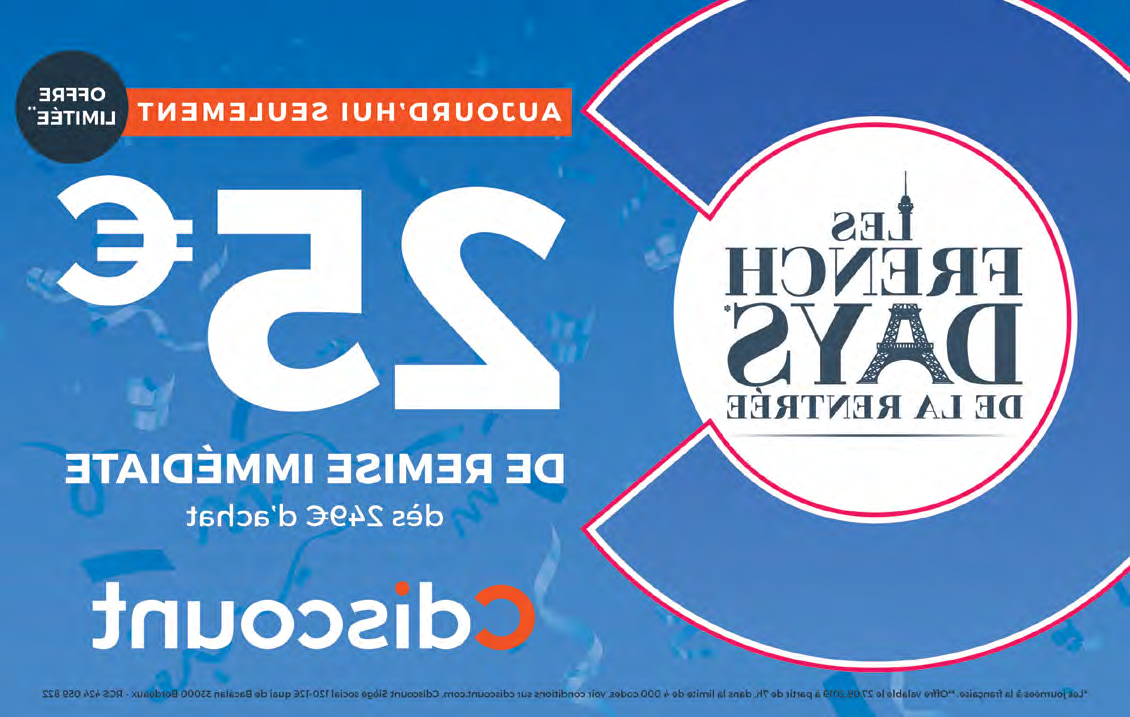 LES
FRENCH
DAYS*
DE LA RENTRÉE
AUJOURD'HUI SEULEMENT
OFFRE
LIMITÉE**
25€
DE REMISE IMMÉDIATE
dès 249€ d'achat
Cdiscount
*Les journées à la française. **Offre valable le 27.09.2019 à partir de 7h, dans la limite de 4 000 codes, voir conditions sur cdiscount.com. Cdiscount Siège social 120-126 quai de Bacalan 33000 Bordeaux - RCS 424 059 822